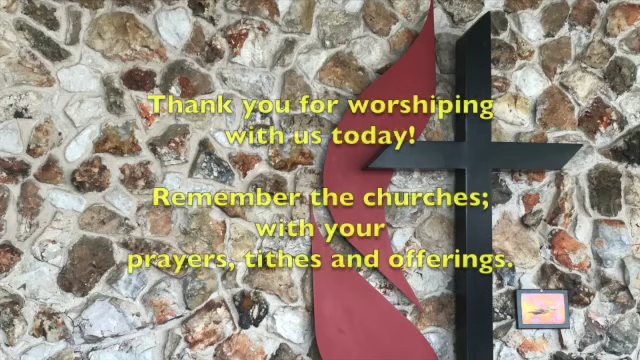 Thank you for worshiping
with us today!
Remember the churches;
with your
prayers, tithes and offerings.